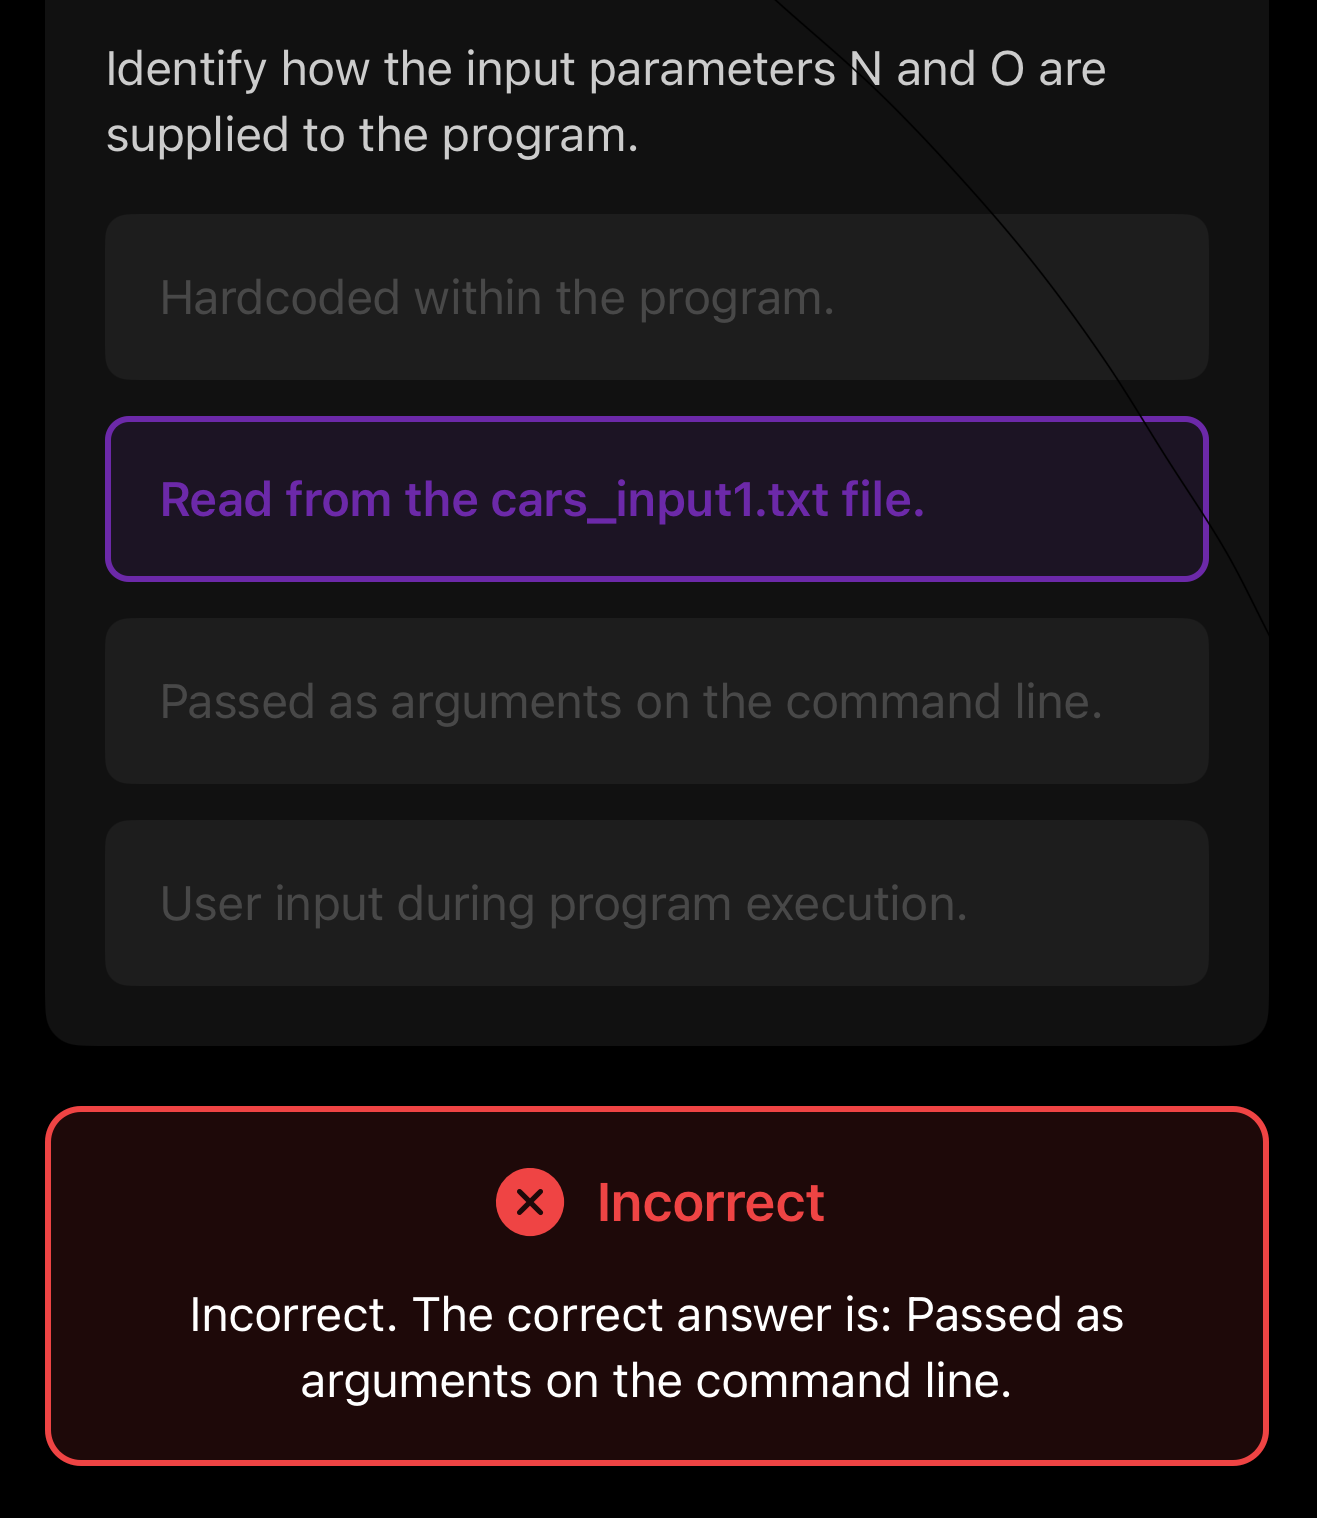 Identify how the input parameters N and O are
supplied to the program.
Hardcoded within the program.
Read from the cars_input1.txt file.
Passed as arguments on the command line.
User input during program execution.
Incorrect
Incorrect. The correct answer is: Passed as
arguments on the command line.